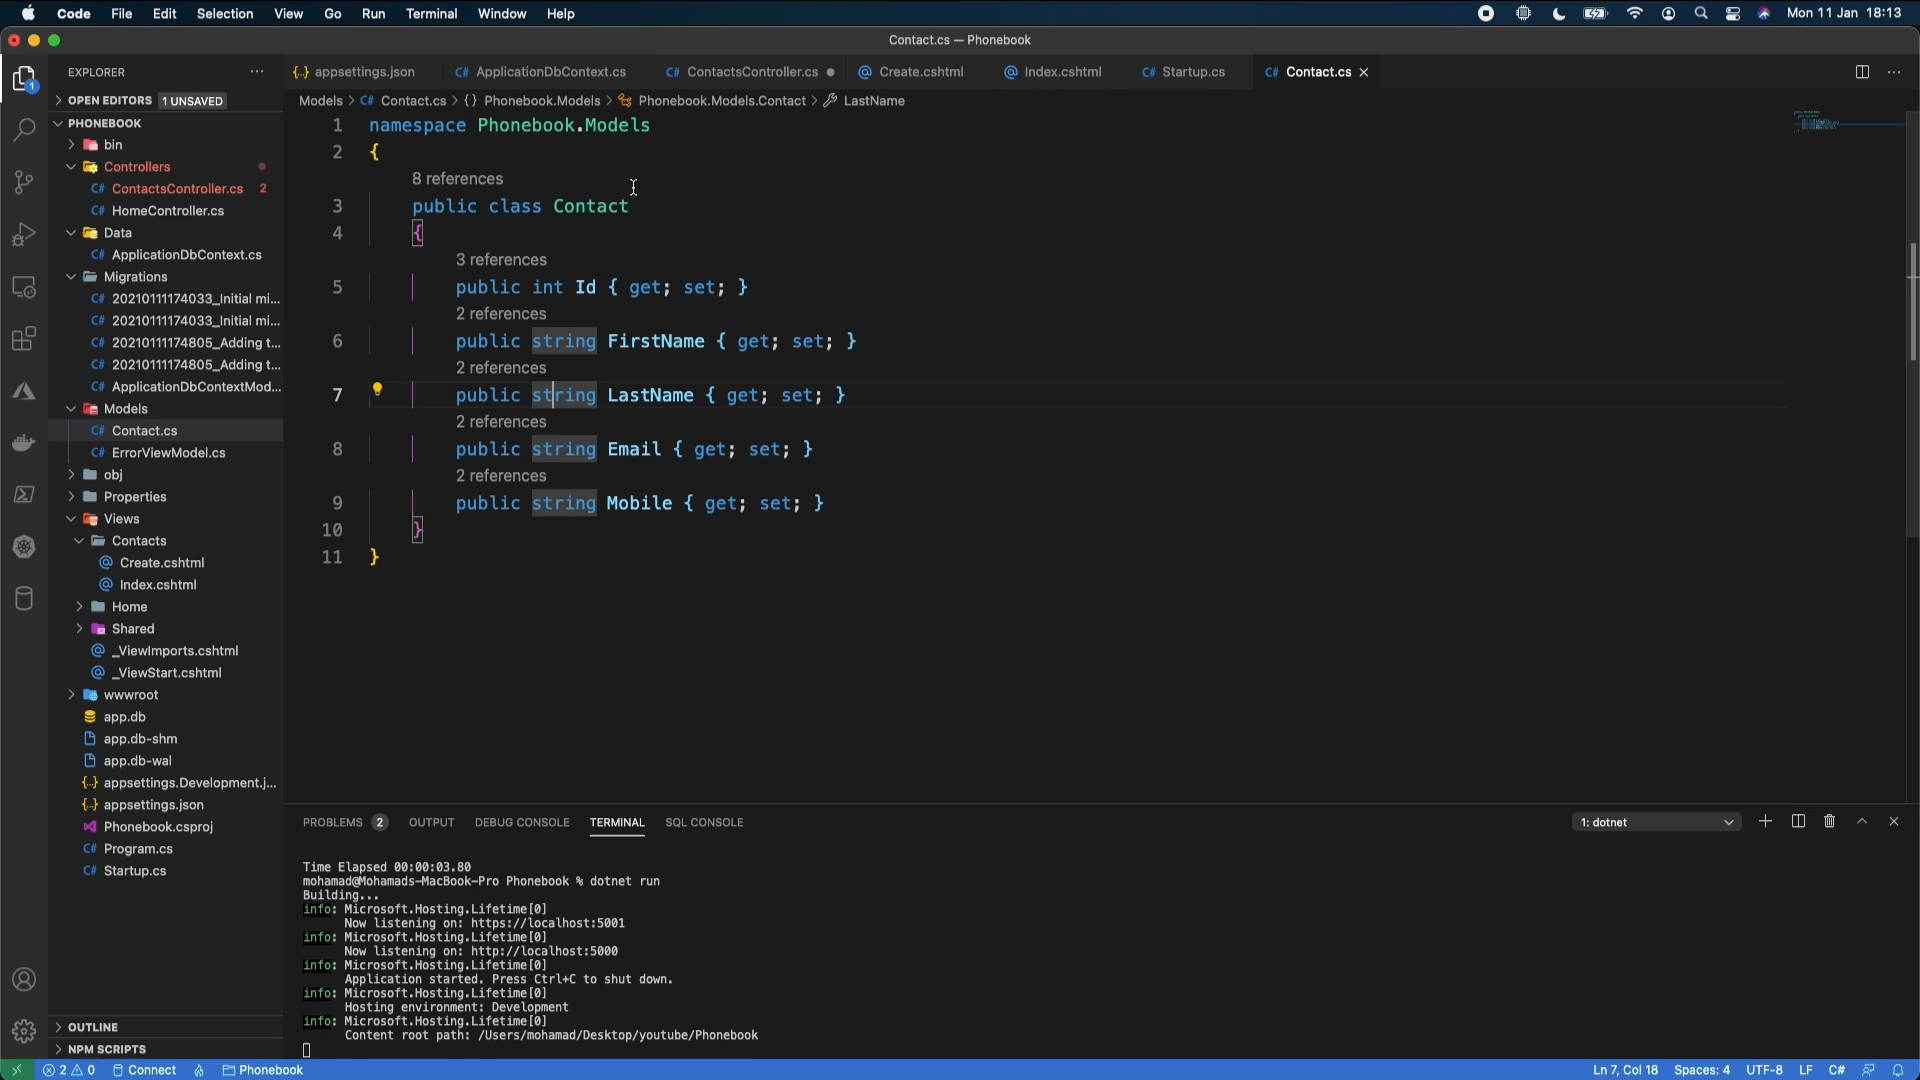 Code File Edit Selection View Go Run Terminal Window Help Mon 11 Jan 18:13
Contact.cs — Phonebook
EXPLORER
appsettings.json ApplicationDbContext.cs ContactsController.cs Create.cshtml Index.cshtml Startup.cs Contact.cs
OPEN EDITORS 1 UNSAVED
PHONEBOOK
bin
Controllers
ContactsController.cs 2
HomeController.cs
Data
ApplicationDbContext.cs
Migrations
20210111174033_Initial mi...
20210111174033_Initial mi...
20210111174805_Adding t...
20210111174805_Adding t...
ApplicationDbContextMod...
Models
Contact.cs
ErrorViewModel.cs
obj
Properties
Views
Contacts
Create.cshtml
Index.cshtml
Home
Shared
_ViewImports.cshtml
_ViewStart.cshtml
wwwroot
app.db
app.db-shm
app.db-wal
appsettings.Development.j...
appsettings.json
Phonebook.csproj
Program.cs
Startup.cs
OUTLINE
NPM SCRIPTS
Models > C# Contact.cs > {} Phonebook.Models > Phonebook.Models.Contact > LastName
1 namespace Phonebook.Models
2 {
8 references
3 public class Contact
4 {
3 references
5 public int Id { get; set; }
2 references
6 public string FirstName { get; set; }
2 references
7 public string LastName { get; set; }
2 references
8 public string Email { get; set; }
2 references
9 public string Mobile { get; set; }
10 }
11 }
PROBLEMS 2 OUTPUT DEBUG CONSOLE TERMINAL SQL CONSOLE 1: dotnet
Time Elapsed 00:00:03.80
mohamad@Mohamads-MacBook-Pro Phonebook % dotnet run
Building...
info: Microsoft.Hosting.Lifetime[0]
Now listening on: https://localhost:5001
info: Microsoft.Hosting.Lifetime[0]
Now listening on: http://localhost:5000
info: Microsoft.Hosting.Lifetime[0]
Application started. Press Ctrl+C to shut down.
info: Microsoft.Hosting.Lifetime[0]
Hosting environment: Development
info: Microsoft.Hosting.Lifetime[0]
Content root path: /Users/mohamad/Desktop/youtube/Phonebook
2 0 Connect Phonebook Ln 7, Col 18 Spaces: 4 UTF-8 LF C#